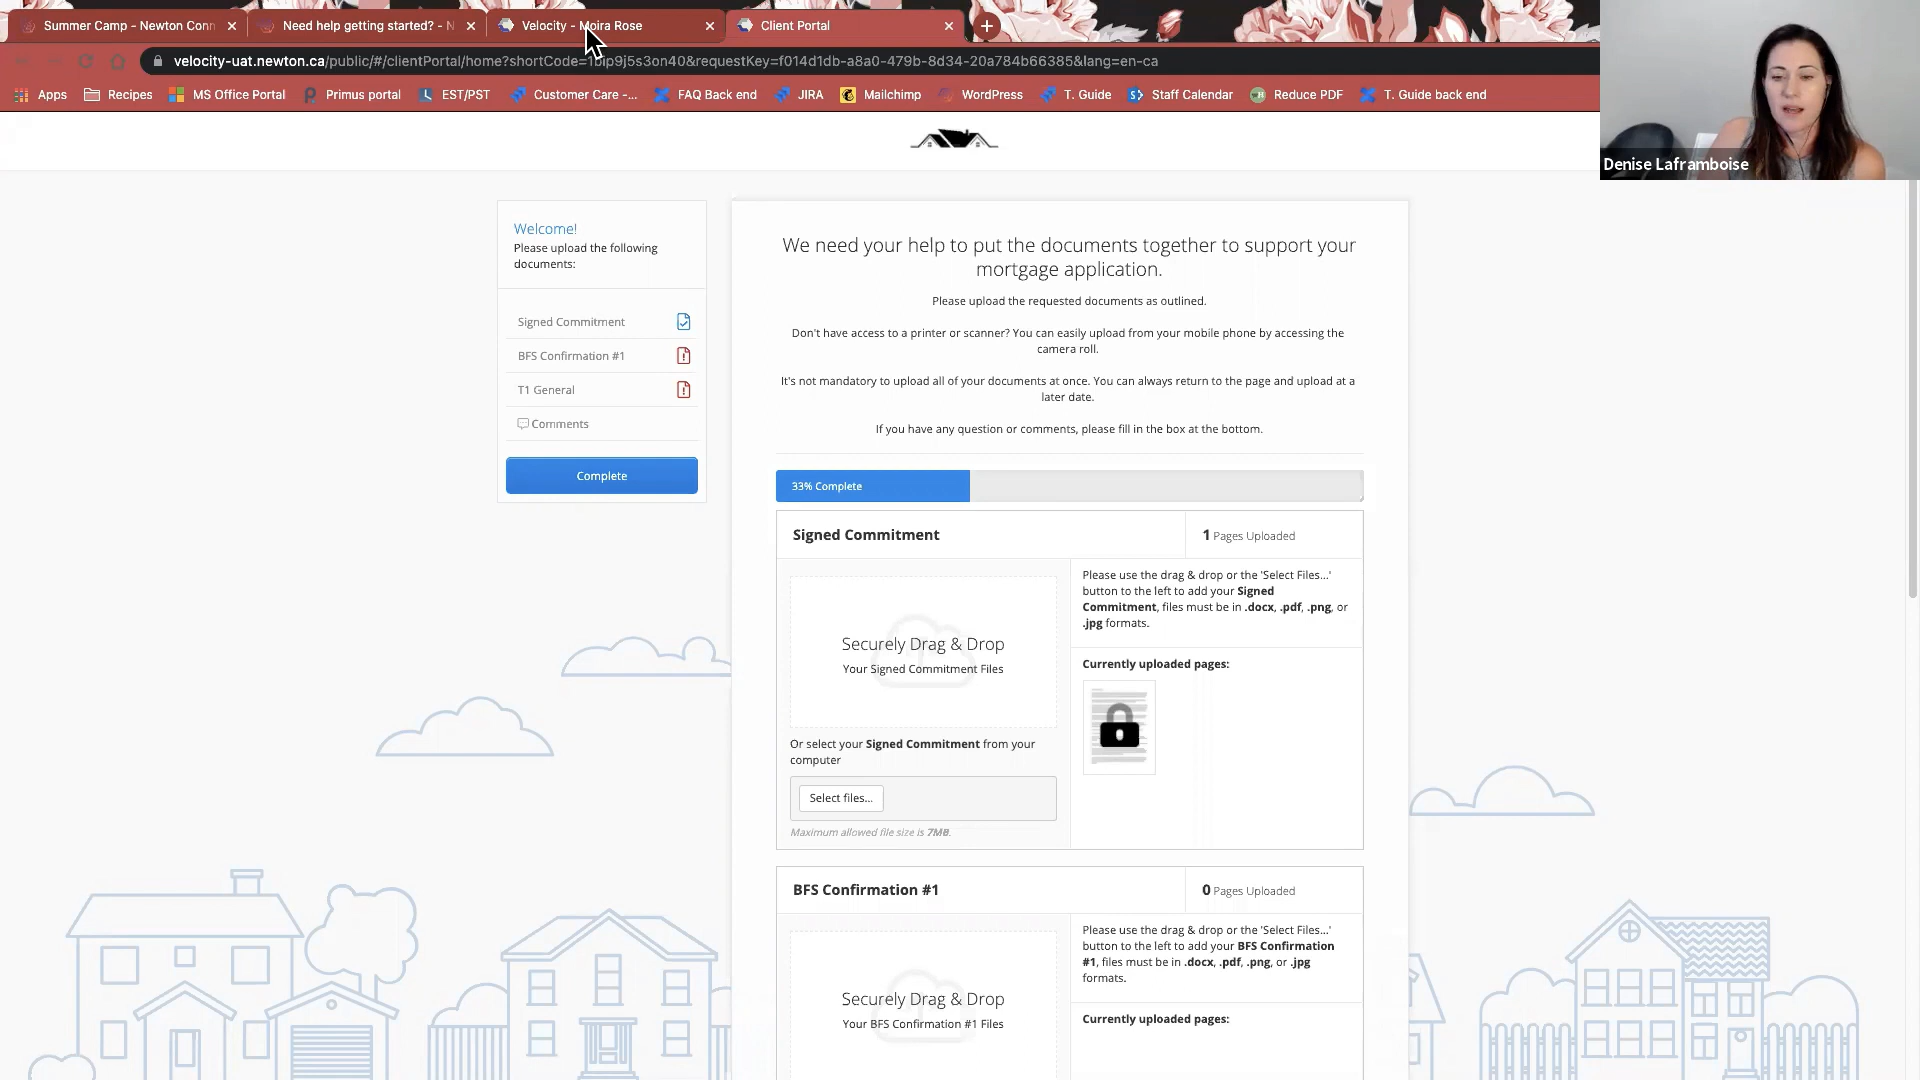 Summer Camp - Newton Conn
Need help getting started? - N
Velocity - Moira Rose
Client Portal
velocity-uat.newton.ca/public/#/clientPortal/home?shortCode=1bip9j5s3on40&requestKey=f014d1db-a8a0-479b-8d34-20a784b66385&lang=en-ca
Apps Recipes MS Office Portal Primus portal EST/PST Customer Care -... FAQ Back end JIRA Mailchimp WordPress T. Guide Staff Calendar Reduce PDF T. Guide back end
Denise Laframboise
Welcome!
Please upload the following
documents:
Signed Commitment
BFS Confirmation #1
T1 General
Comments
Complete
We need your help to put the documents together to support your
mortgage application.
Please upload the requested documents as outlined.
Don't have access to a printer or scanner? You can easily upload from your mobile phone by accessing the
camera roll.
It's not mandatory to upload all of your documents at once. You can always return to the page and upload at a
later date.
If you have any question or comments, please fill in the box at the bottom.
33% Complete
Signed Commitment
1 Pages Uploaded
Securely Drag & Drop
Your Signed Commitment Files
Or select your Signed Commitment from your
computer
Select files...
Maximum allowed file size is 7MB.
Please use the drag & drop or the 'Select Files...'
button to the left to add your Signed
Commitment, files must be in .docx, .pdf, .png, or
.jpg formats.
Currently uploaded pages:
BFS Confirmation #1
0 Pages Uploaded
Securely Drag & Drop
Your BFS Confirmation #1 Files
Please use the drag & drop or the 'Select Files...'
button to the left to add your BFS Confirmation
#1, files must be in .docx, .pdf, .png, or .jpg
formats.
Currently uploaded pages: